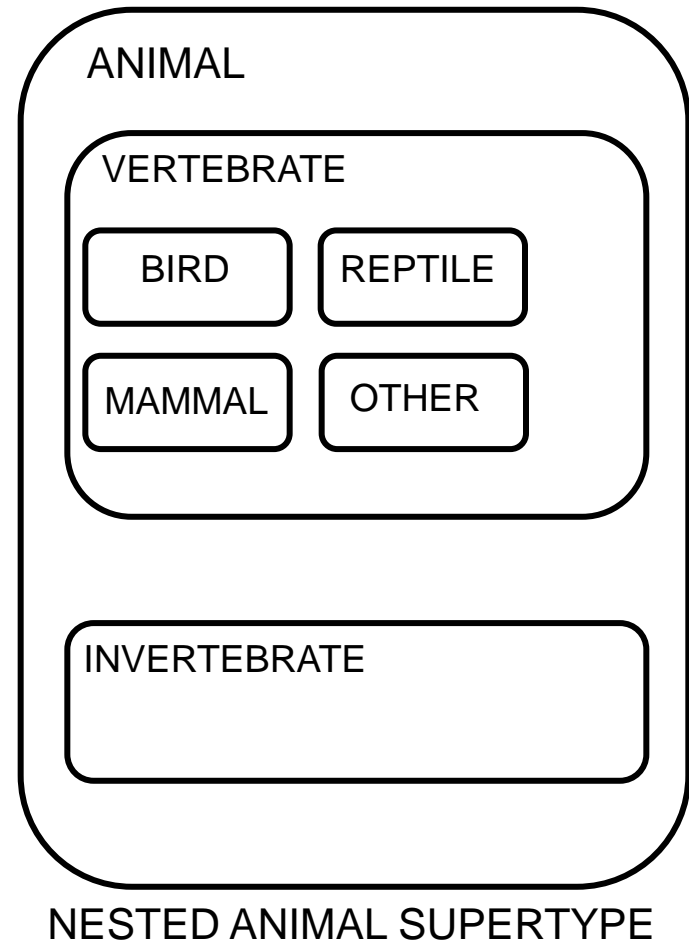 ANIMAL
VERTEBRATE
BIRD REPTILE
MAMMAL OTHER
INVERTEBRATE
NESTED ANIMAL SUPERTYPE